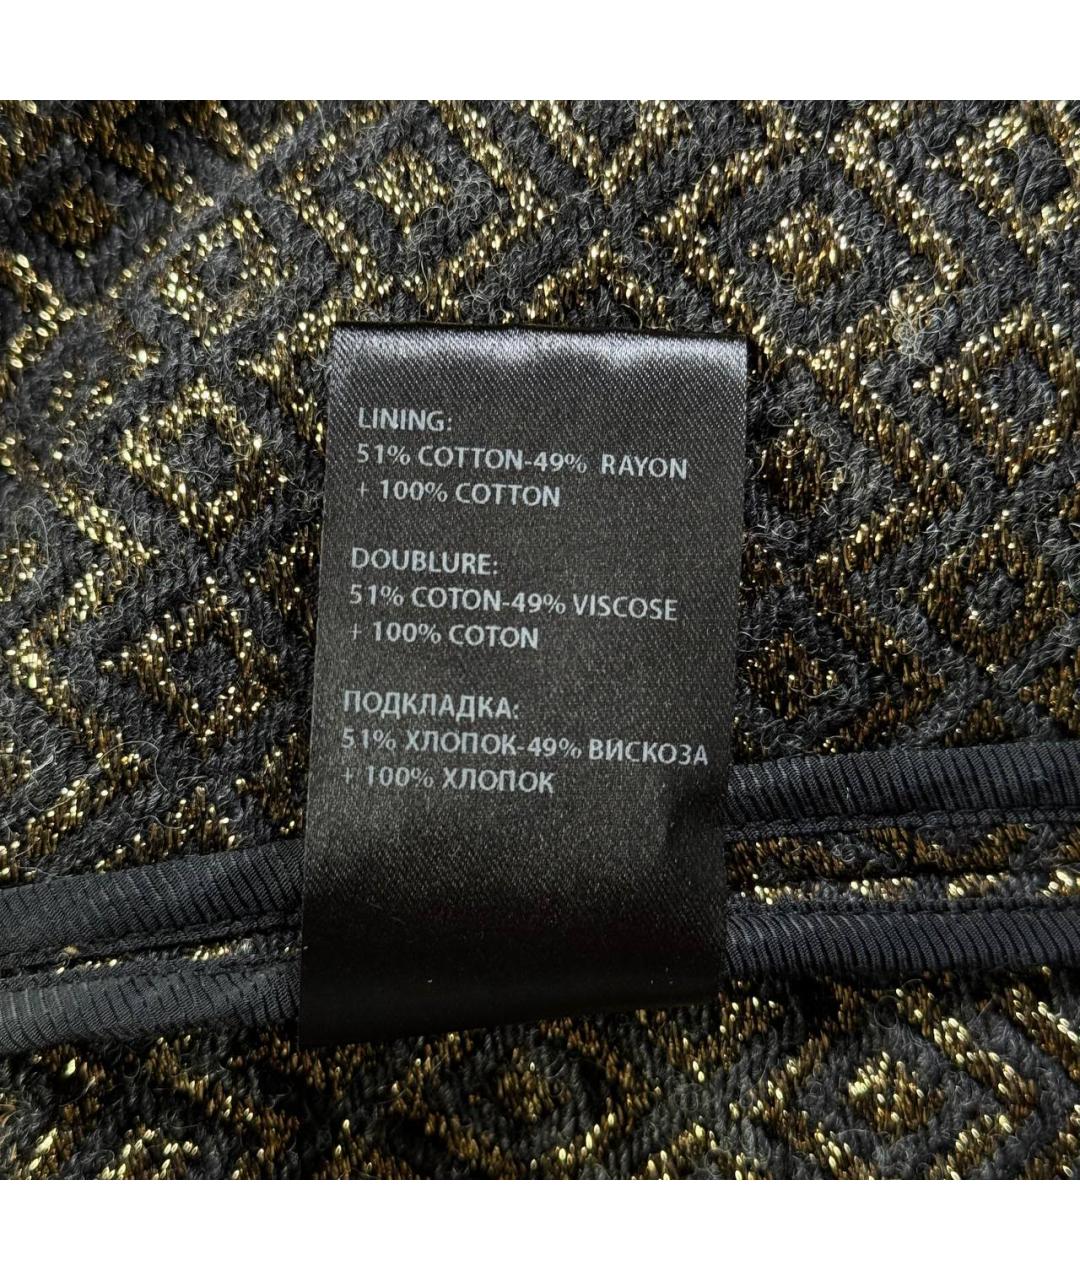 LINING:
51% COTTON-49% RAYON
+ 100% COTTON
DOUBLURE:
51% COTON-49% VISCOSE
+ 100% COTON
ПОДКЛАДКА:
51% ХЛОПОК-49% ВИСКОЗА
+ 100% ХЛОПОК